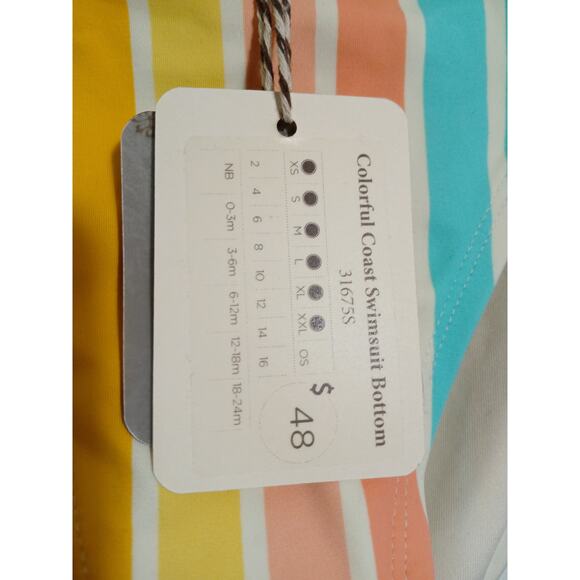 Colorful Coast Swimsuit Bottom
31675S
XS S M L XL XXL OS
2 4 6 8 10 12 14 16
NB 0-3m 3-6m 6-12m 12-18m 18-24m
$ 48